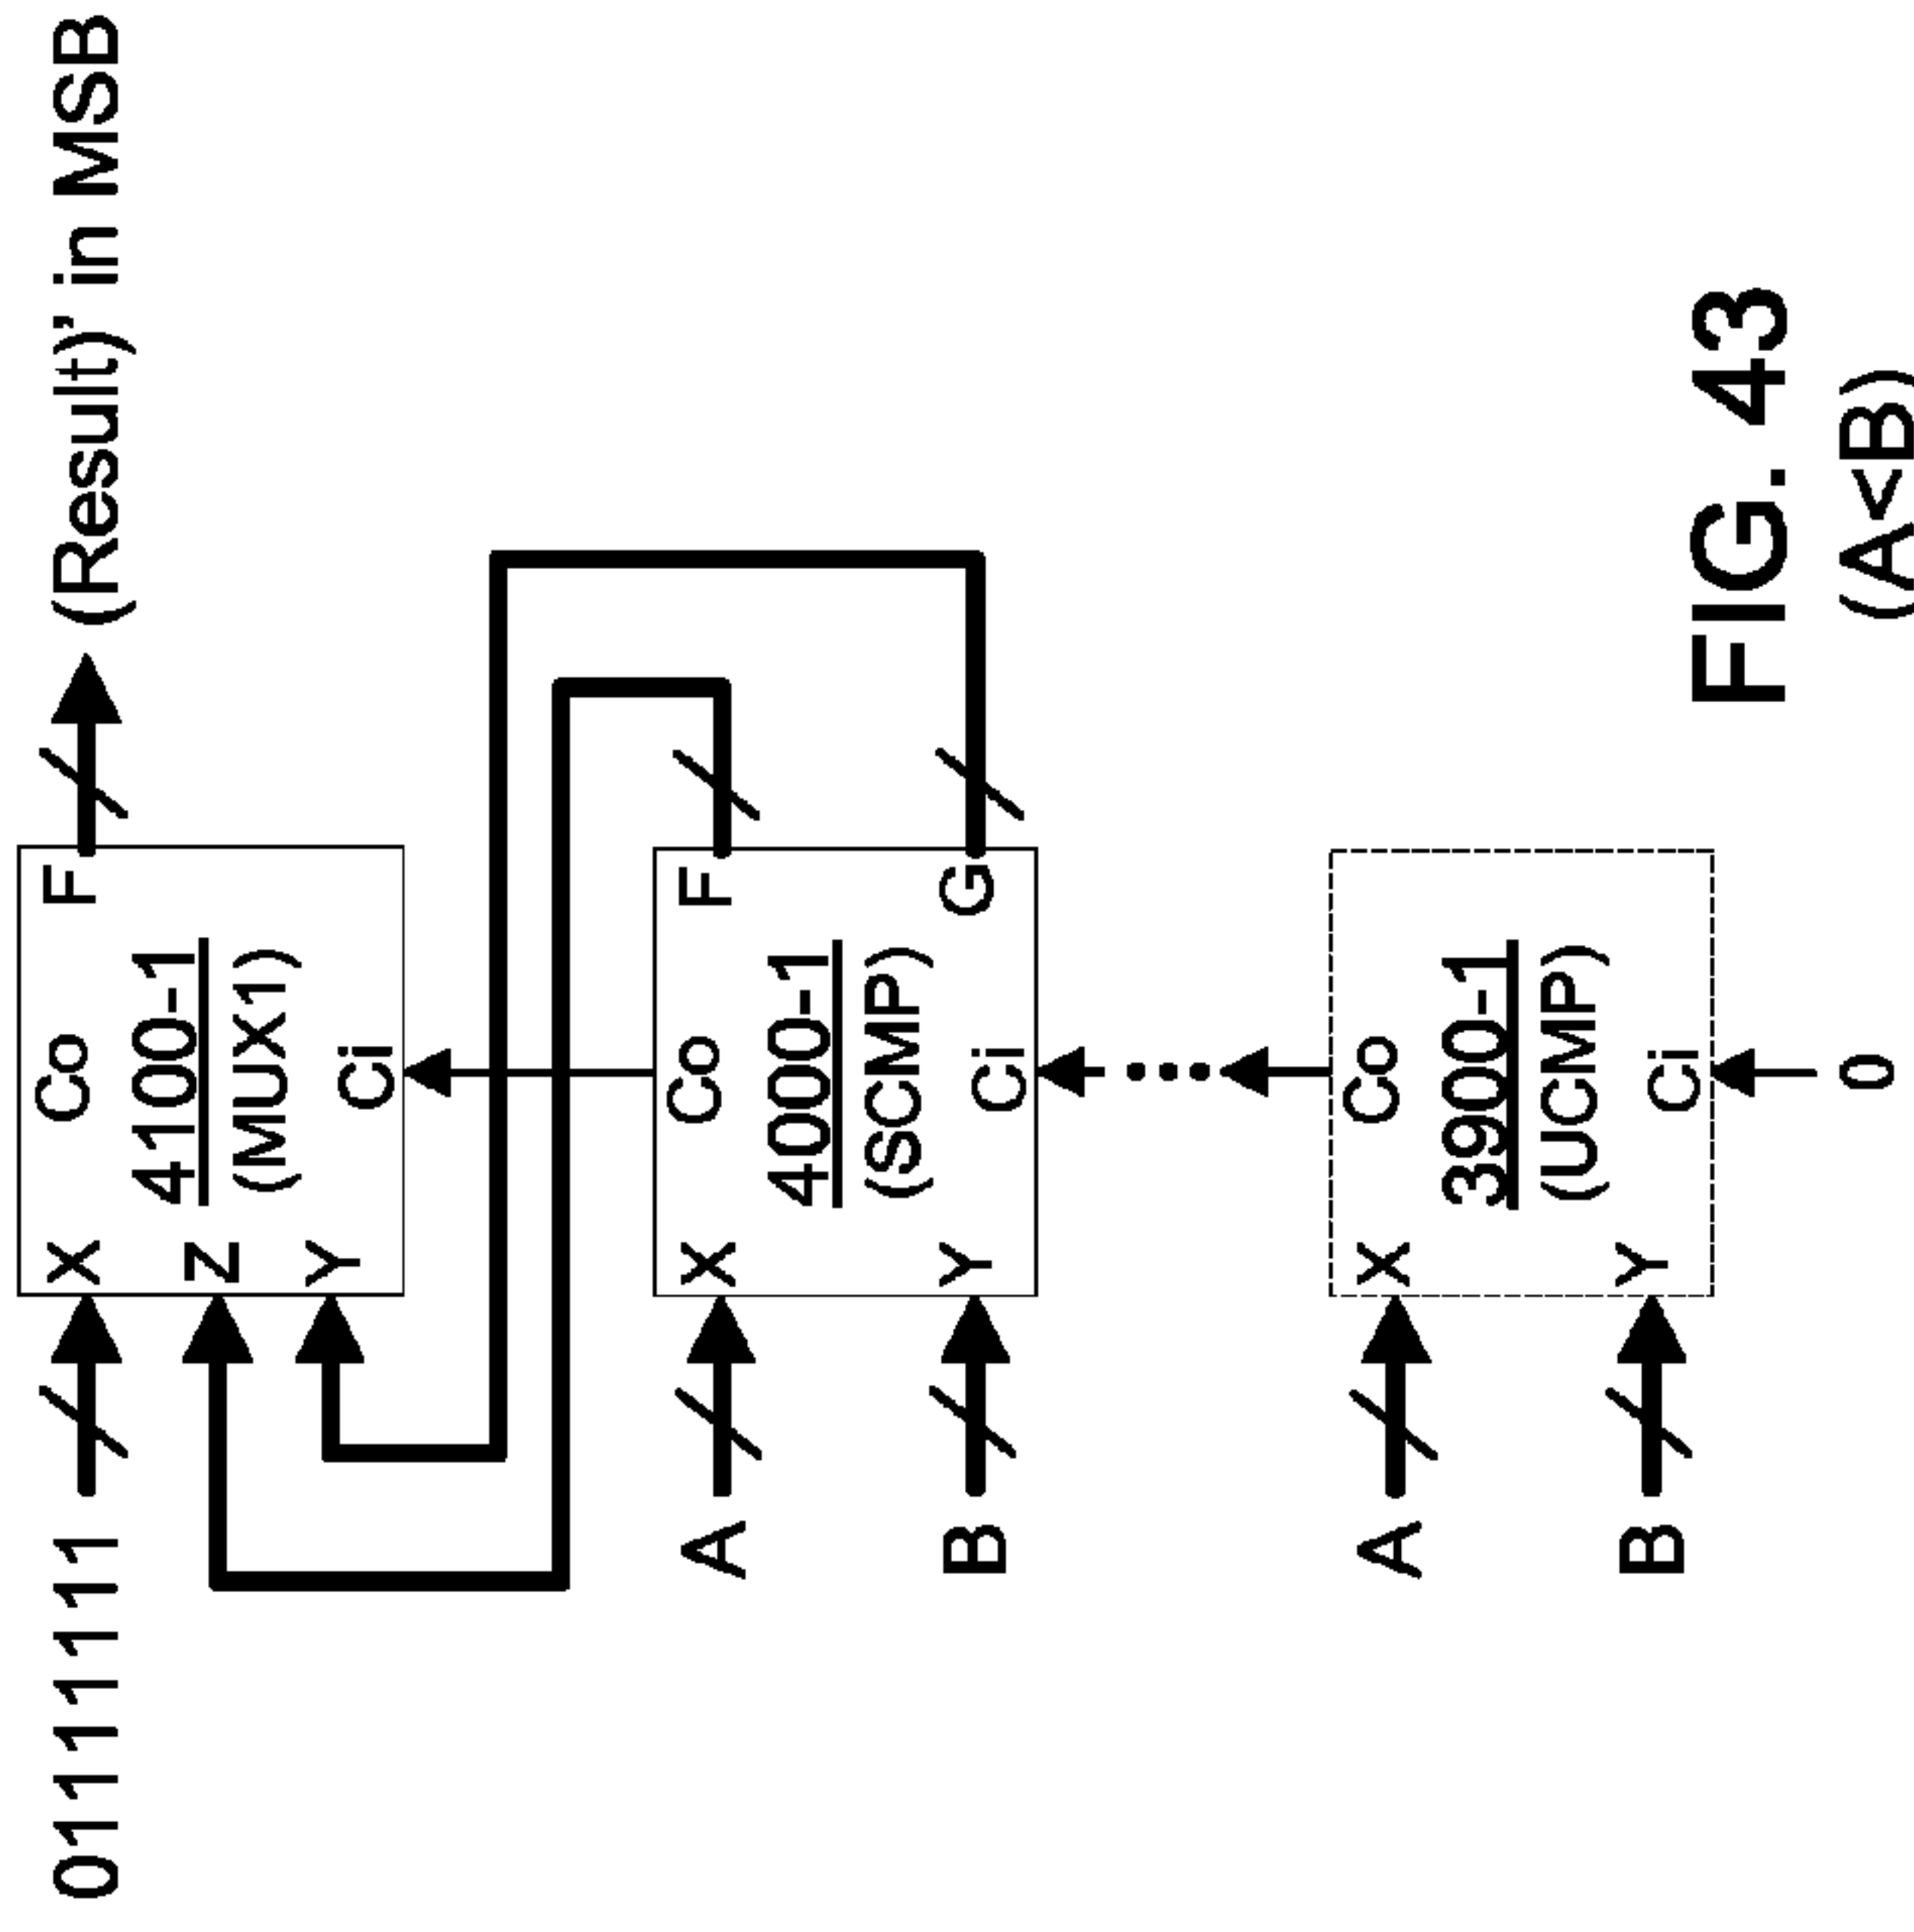 01111111 X Co F (Result)' in MSB
4100-1
Z
(MUX1)
Y Ci
A X Co F
4000-1
(SCMP)
B Y Ci G
A X Co
3900-1
(UCMP)
B Y Ci
0
FIG. 43
(A<B)